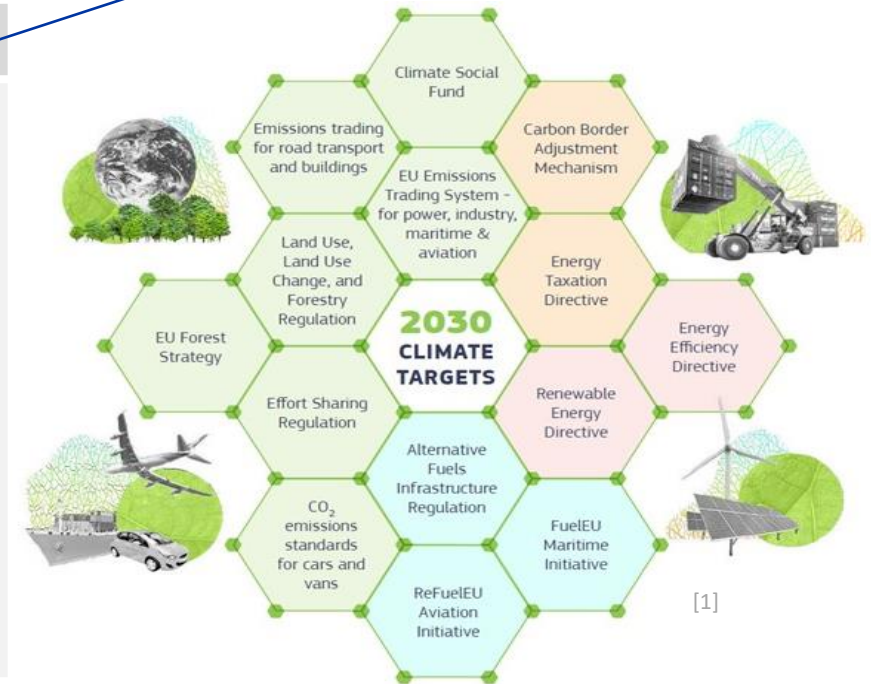 Climate Social
Fund
Emissions trading
for road transport
and buildings
Carbon Border
Adjustment
Mechanism
EU Emissions
Trading System –
for power, industry,
maritime &
aviation
Land Use,
Land Use
Change, and
Forestry
Regulation
Energy
Taxation
Directive
EU Forest
Strategy
2030
CLIMATE
TARGETS
Energy
Efficiency
Directive
Effort Sharing
Regulation
Renewable
Energy
Directive
Alternative
Fuels
Infrastructure
Regulation
CO₂
emissions
standards
for cars and
vans
FuelEU
Maritime
Initiative
ReFuelEU
Aviation
Initiative
[1]